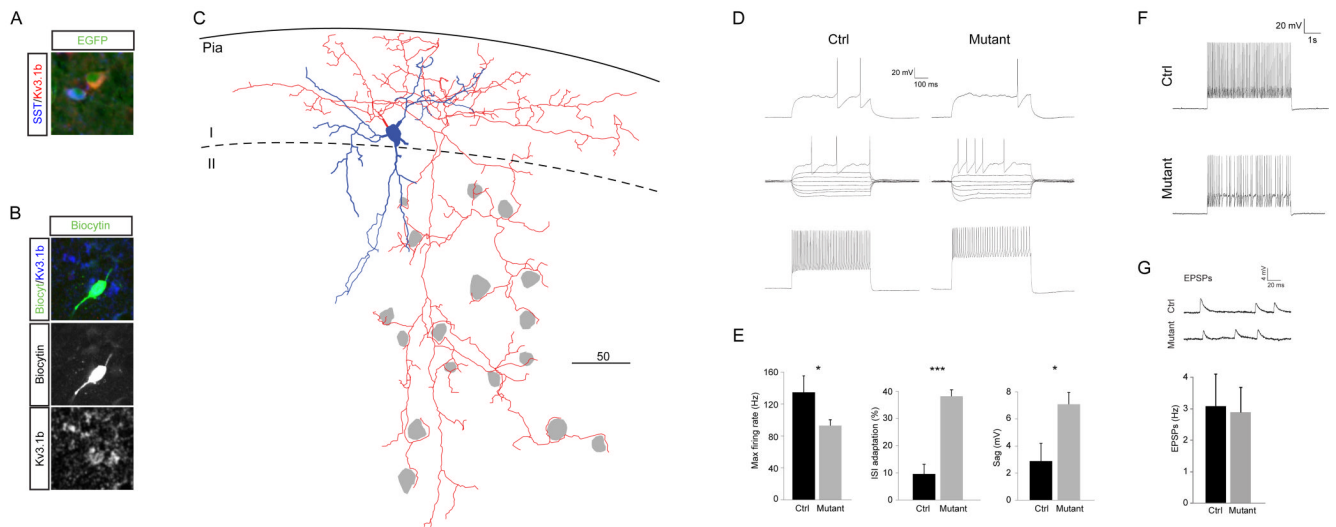 A
EGFP
SST/Kv3.1b
B
Biocytin
Biocyt/Kv3.1b
Biocytin
Kv3.1b
C
Pia
I
II
50
D
Ctrl
Mutant
20 mV
100 ms
E
*
Max firing rate (Hz)
160
120
80
40
0
Ctrl Mutant
***
ISI adaptation (%)
40
30
20
10
0
Ctrl Mutant
*
Sag (mV)
8
6
4
2
0
Ctrl Mutant
F
20 mV
1s
Ctrl
Mutant
G
EPSPs
4 mV
20 ms
Ctrl
Mutant
EPSPs (Hz)
4
3
2
1
0
Ctrl Mutant